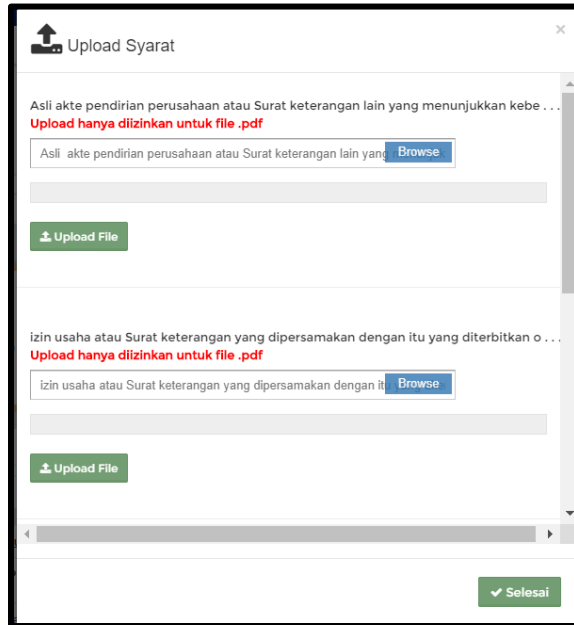 Upload Syarat
×
Asli akte pendirian perusahaan atau Surat keterangan lain yang menunjukkan kebe . . .
Upload hanya diizinkan untuk file .pdf
Asli akte pendirian perusahaan atau Surat keterangan lain yang Browse
Upload File
izin usaha atau Surat keterangan yang dipersamakan dengan itu yang diterbitkan o . . .
Upload hanya diizinkan untuk file .pdf
izin usaha atau Surat keterangan yang dipersamakan dengan Browse
Upload File
Selesai